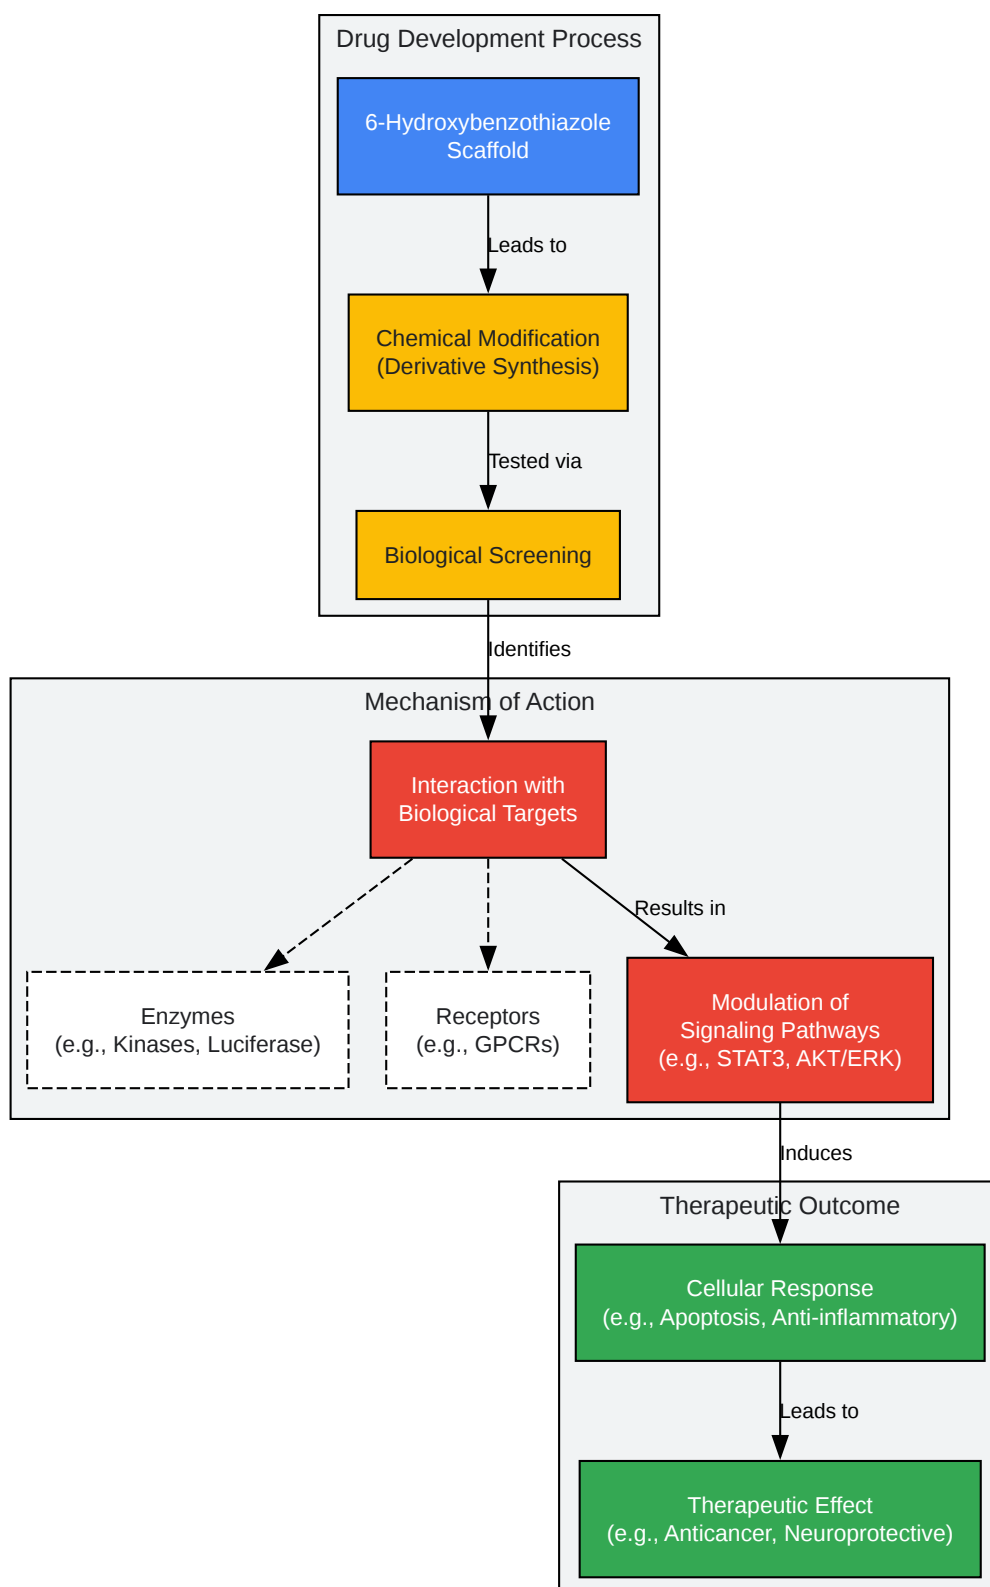 Drug Development Process
6-Hydroxybenzothiazole
Scaffold
Leads to
Chemical Modification
(Derivative Synthesis)
Tested via
Biological Screening
Identifies
Mechanism of Action
Interaction with
Biological Targets
Results in
Enzymes
(e.g., Kinases, Luciferase)
Receptors
(e.g., GPCRs)
Modulation of
Signaling Pathways
(e.g., STAT3, AKT/ERK)
Induces
Therapeutic Outcome
Cellular Response
(e.g., Apoptosis, Anti-inflammatory)
Leads to
Therapeutic Effect
(e.g., Anticancer, Neuroprotective)